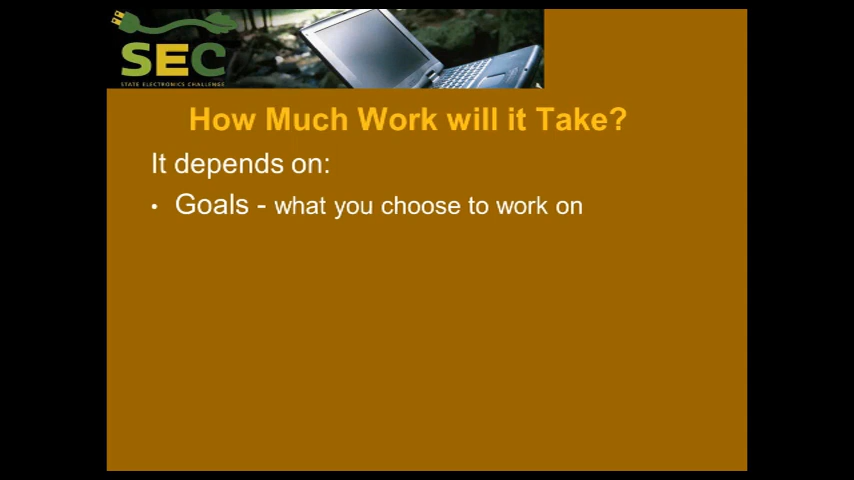 SEC
STATE ELECTRONICS CHALLENGE
How Much Work will it Take?
It depends on:
• Goals - what you choose to work on